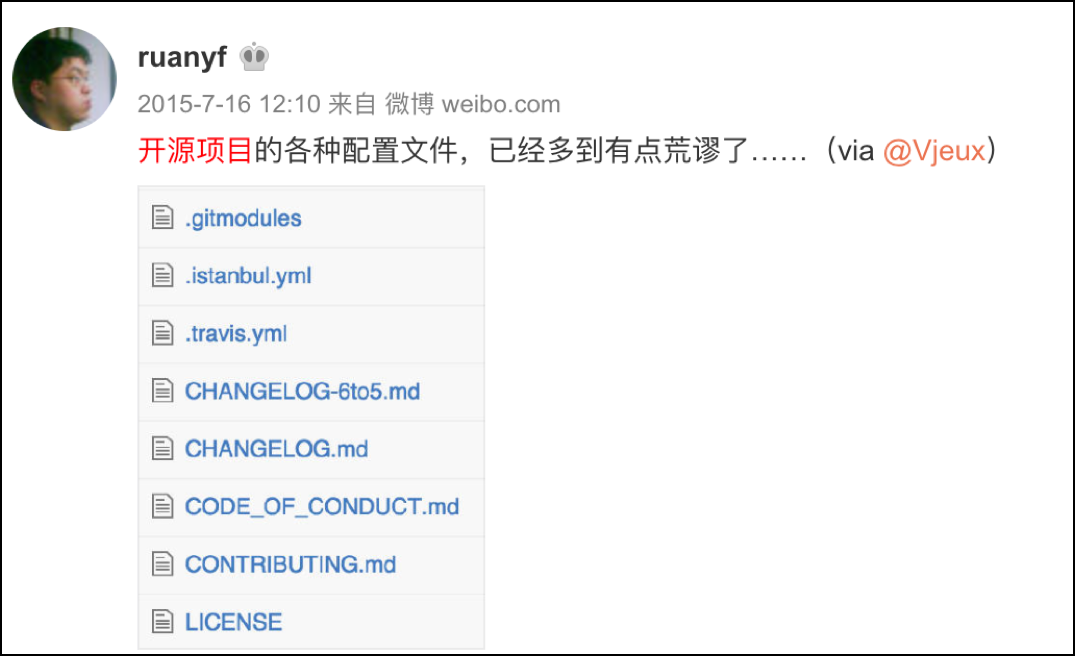 ruanyf
2015-7-16 12:10 来自 微博 weibo.com
开源项目的各种配置文件，已经多到有点荒谬了……（via @Vjeux）
.gitmodules
.istanbul.yml
.travis.yml
CHANGELOG-6to5.md
CHANGELOG.md
CODE_OF_CONDUCT.md
CONTRIBUTING.md
LICENSE